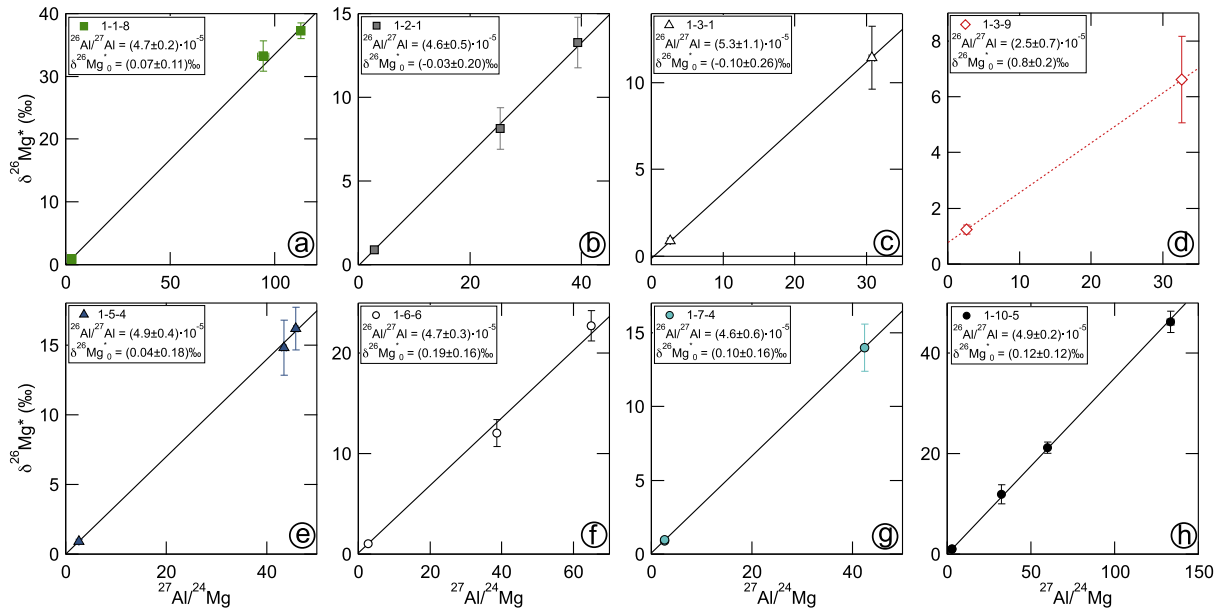 1-1-8
²⁶Al/²⁷Al = (4.7±0.2)·10⁻⁵
δ²⁶Mg*₀ = (0.07±0.11)‰
40
30
20
10
0
0
50
100
δ²⁶Mg* (‰)
a
1-2-1
²⁶Al/²⁷Al = (4.6±0.5)·10⁻⁵
δ²⁶Mg*₀ = (-0.03±0.20)‰
15
10
5
0
0
20
40
b
1-3-1
²⁶Al/²⁷Al = (5.3±1.1)·10⁻⁵
δ²⁶Mg*₀ = (-0.10±0.26)‰
10
5
0
0
10
20
30
c
1-3-9
²⁶Al/²⁷Al = (2.5±0.7)·10⁻⁵
δ²⁶Mg*₀ = (0.8±0.2)‰
8
6
4
2
0
0
10
20
30
d
1-5-4
²⁶Al/²⁷Al = (4.9±0.4)·10⁻⁵
δ²⁶Mg*₀ = (0.04±0.18)‰
15
10
5
0
0
20
40
δ²⁶Mg* (‰)
²⁷Al/²⁴Mg
e
1-6-6
²⁶Al/²⁷Al = (4.7±0.3)·10⁻⁵
δ²⁶Mg*₀ = (0.19±0.16)‰
20
10
0
0
20
40
60
²⁷Al/²⁴Mg
f
1-7-4
²⁶Al/²⁷Al = (4.6±0.6)·10⁻⁵
δ²⁶Mg*₀ = (0.10±0.16)‰
15
10
5
0
0
20
40
²⁷Al/²⁴Mg
g
1-10-5
²⁶Al/²⁷Al = (4.9±0.2)·10⁻⁵
δ²⁶Mg*₀ = (0.12±0.12)‰
40
20
0
0
50
100
150
²⁷Al/²⁴Mg
h